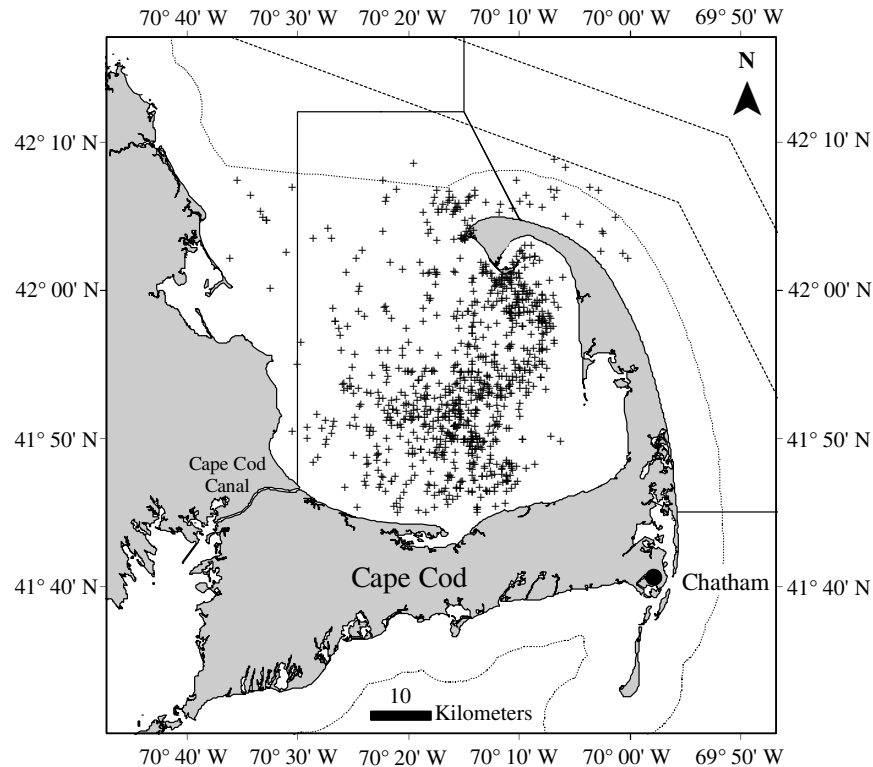 70° 40' W 70° 30' W 70° 20' W 70° 10' W 70° 00' W 69° 50' W
N
42° 10' N 42° 10' N
42° 00' N 42° 00' N
41° 50' N 41° 50' N
Cape Cod
Canal
41° 40' N 41° 40' N
Cape Cod
Chatham
10
Kilometers
70° 40' W 70° 30' W 70° 20' W 70° 10' W 70° 00' W 69° 50' W